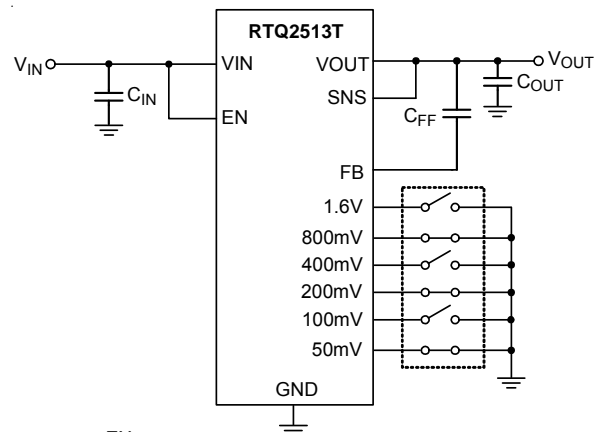 RTQ2513T
VIN
VIN
VOUT
VOUT
CIN
EN
SNS
CFF
COUT
FB
1.6V
800mV
400mV
200mV
100mV
50mV
GND